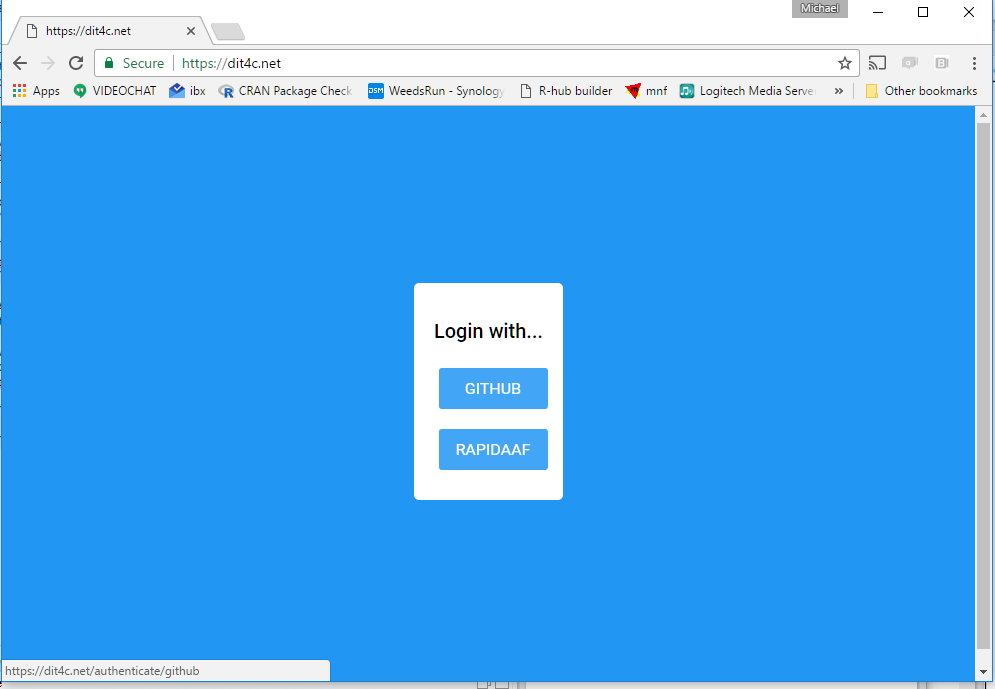 Michael
https://dit4c.net
Secure https://dit4c.net
Apps VIDEOCHAT ibx CRAN Package Check WeedsRun - Synology R-hub builder mnf Logitech Media Serve » Other bookmarks
Login with...
GITHUB
RAPIDAAF
https://dit4c.net/authenticate/github